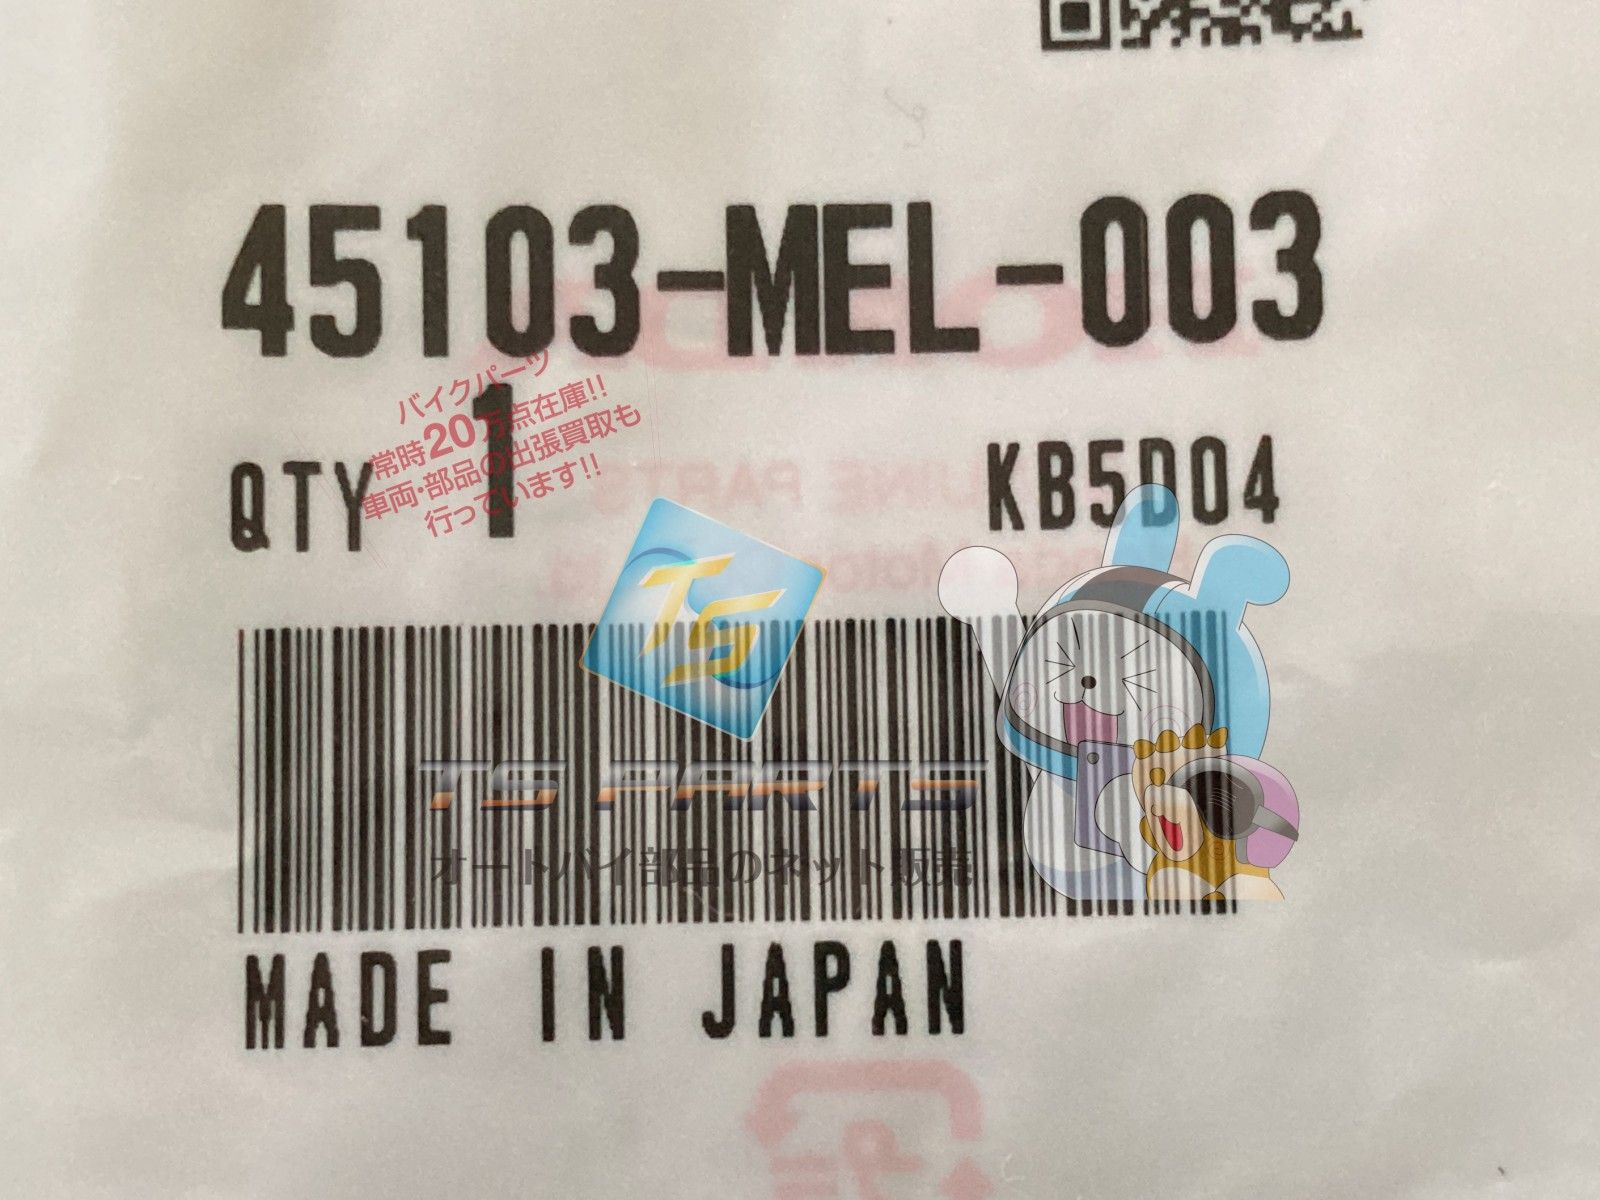 45103-MEL-003
バイクパーツ
常時20万点在庫!!
車両・部品の出張買取も
行っています!!
QTY 1 KB5D04
TS
TS PARTS
オートバイ部品のネット販売
MADE IN JAPAN